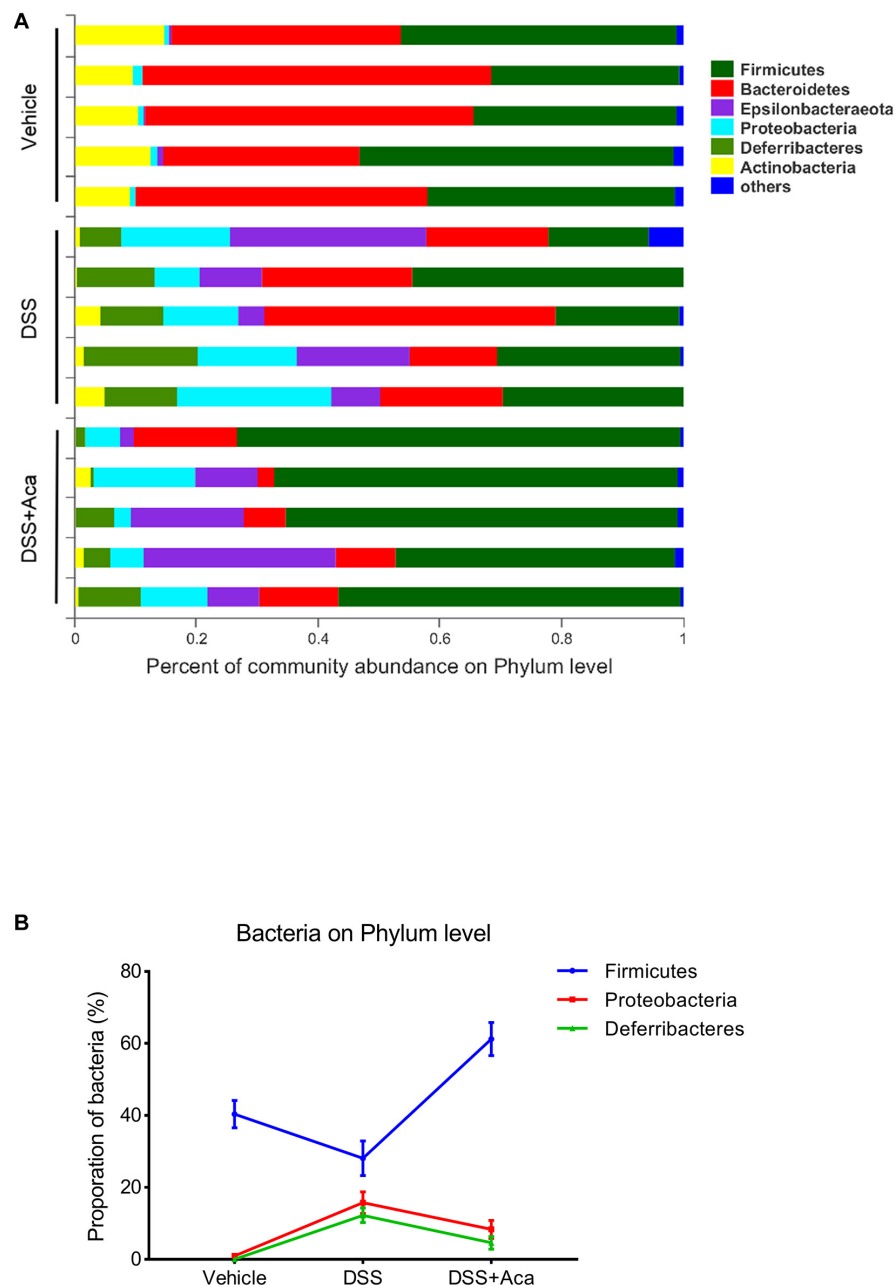 A
Vehicle
DSS
DSS+Aca
Firmicutes
Bacteroidetes
Epsilonbacteraeota
Proteobacteria
Deferribacteres
Actinobacteria
others
0 0.2 0.4 0.6 0.8 1
Percent of community abundance on Phylum level
B
Bacteria on Phylum level
Proporation of bacteria (%)
80
60
40
20
0
Vehicle DSS DSS+Aca
Firmicutes
Proteobacteria
Deferribacteres